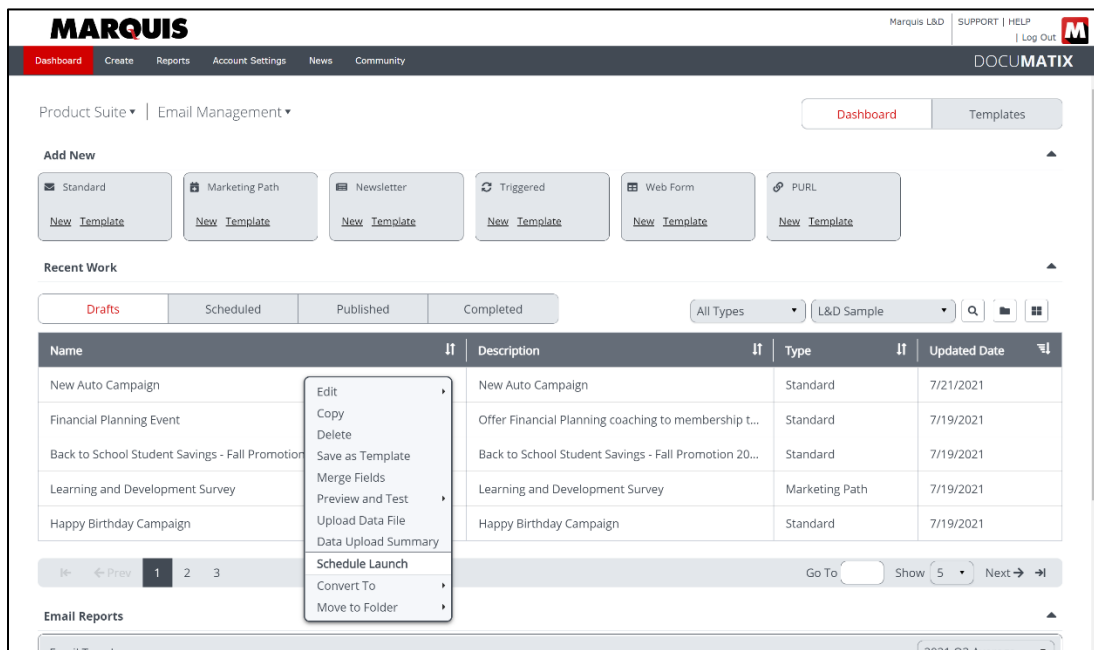 MARQUIS
Marquis L&D SUPPORT | HELP
| Log Out
M
Dashboard Create Reports Account Settings News Community DOCUMATIX
Product Suite Email Management Dashboard Templates
Add New
Standard Marketing Path Newsletter Triggered Web Form PURL
New Template New Template New Template New Template New Template New Template
Recent Work
Drafts Scheduled Published Completed All Types L&D Sample
Name Description Type Updated Date
New Auto Campaign New Auto Campaign Standard 7/21/2021
Financial Planning Event Offer Financial Planning coaching to membership t... Standard 7/19/2021
Back to School Student Savings - Fall Promotion Back to School Student Savings - Fall Promotion 20... Standard 7/19/2021
Learning and Development Survey Learning and Development Survey Marketing Path 7/19/2021
Happy Birthday Campaign Happy Birthday Campaign Standard 7/19/2021
Edit
Copy
Delete
Save as Template
Merge Fields
Preview and Test
Upload Data File
Data Upload Summary
Schedule Launch
Convert To
Move to Folder
Prev 1 2 3 Go To Show 5 Next
Email Reports